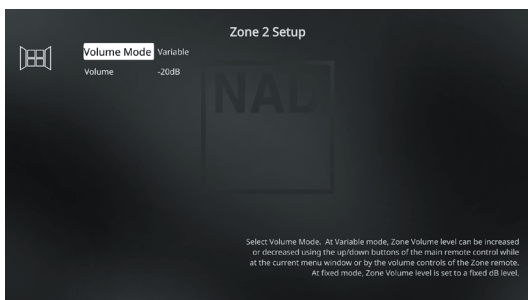 Zone 2 Setup
Volume Mode Variable
Volume -20dB
NAD
Select Volume Mode. At Variable mode, Zone Volume level can be increased
or decreased using the up/down buttons of the main remote control while
at the current menu window or by the volume controls of the Zone remote.
At fixed mode, Zone Volume level is set to a fixed dB level.